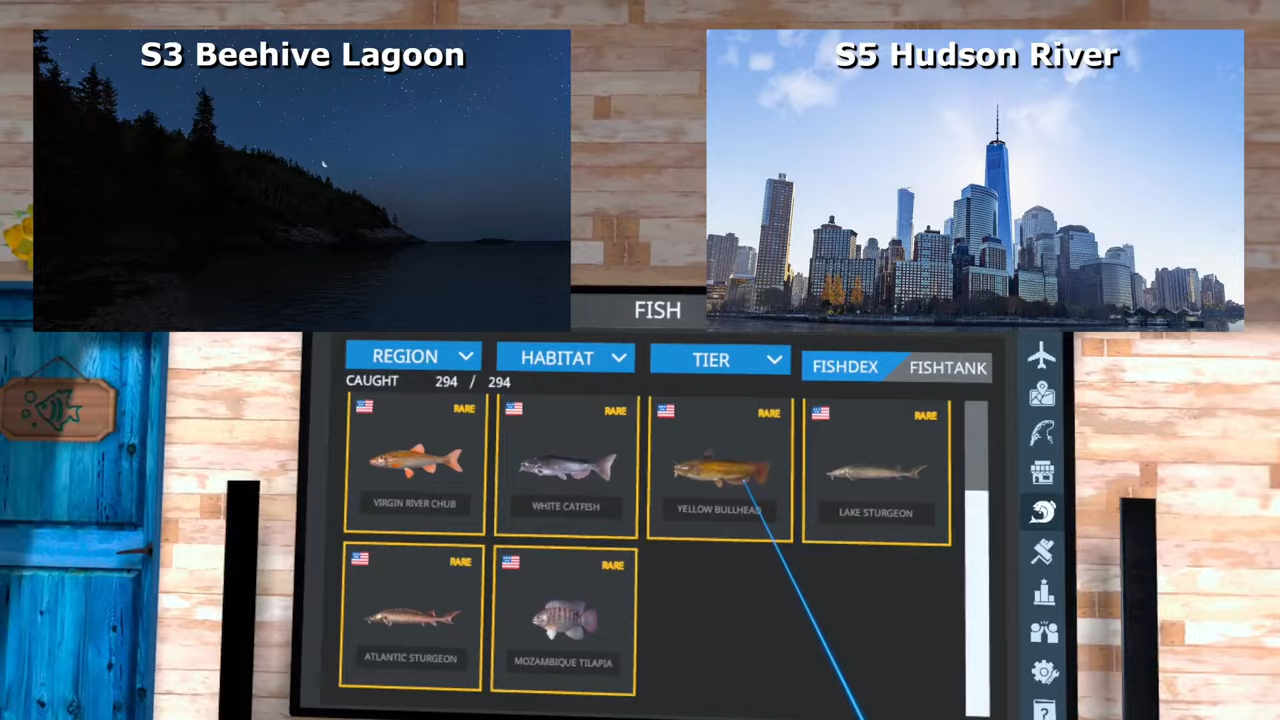 S3 Beehive Lagoon
S5 Hudson River
FISH
REGION
HABITAT
TIER
FISHDEX
FISHTANK
CAUGHT 294 / 294
RARE
RARE
RARE
RARE
VIRGIN RIVER CHUB
WHITE CATFISH
YELLOW BULLHEAD
LAKE STURGEON
RARE
RARE
ATLANTIC STURGEON
MOZAMBIQUE TILAPIA
?